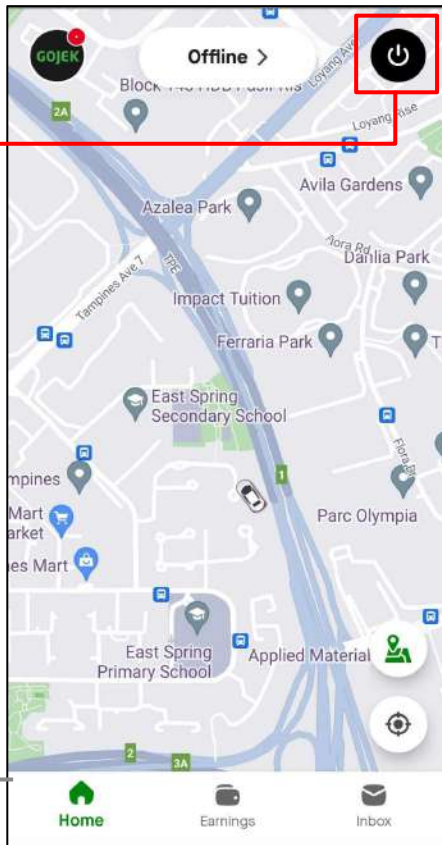 GOJEK
Offline >
Block 143 HDB Pasir Ris
2A
Loyang Ave
Loyang Rise
Avila Gardens
Azalea Park
Flora Rd
Dahlia Park
TPE
Tampines Ave 7
Impact Tuition
Ferraria Park
T
East Spring
Secondary School
Flora Dr
mpines
1
Mart
arket
Parc Olympia
es Mart
East Spring
Primary School
Applied Material
2
3A
Home
Earnings
Inbox